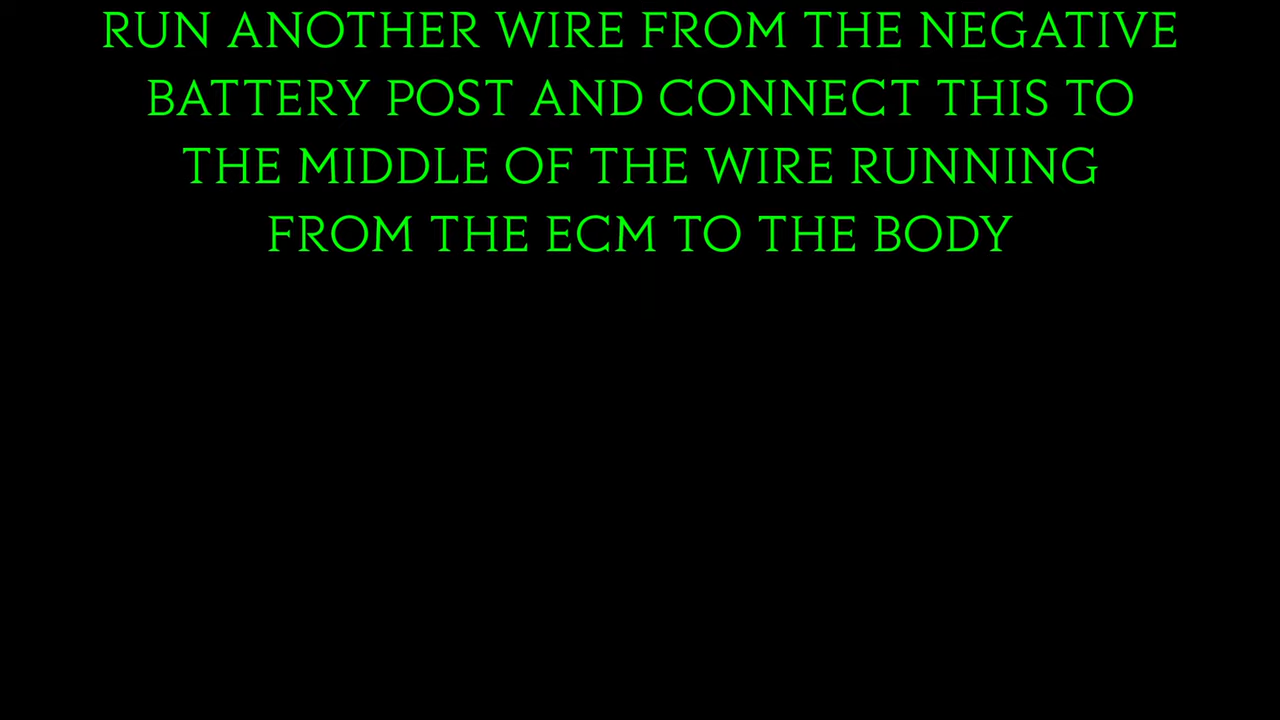 RUN ANOTHER WIRE FROM THE NEGATIVE
BATTERY POST AND CONNECT THIS TO
THE MIDDLE OF THE WIRE RUNNING
FROM THE ECM TO THE BODY